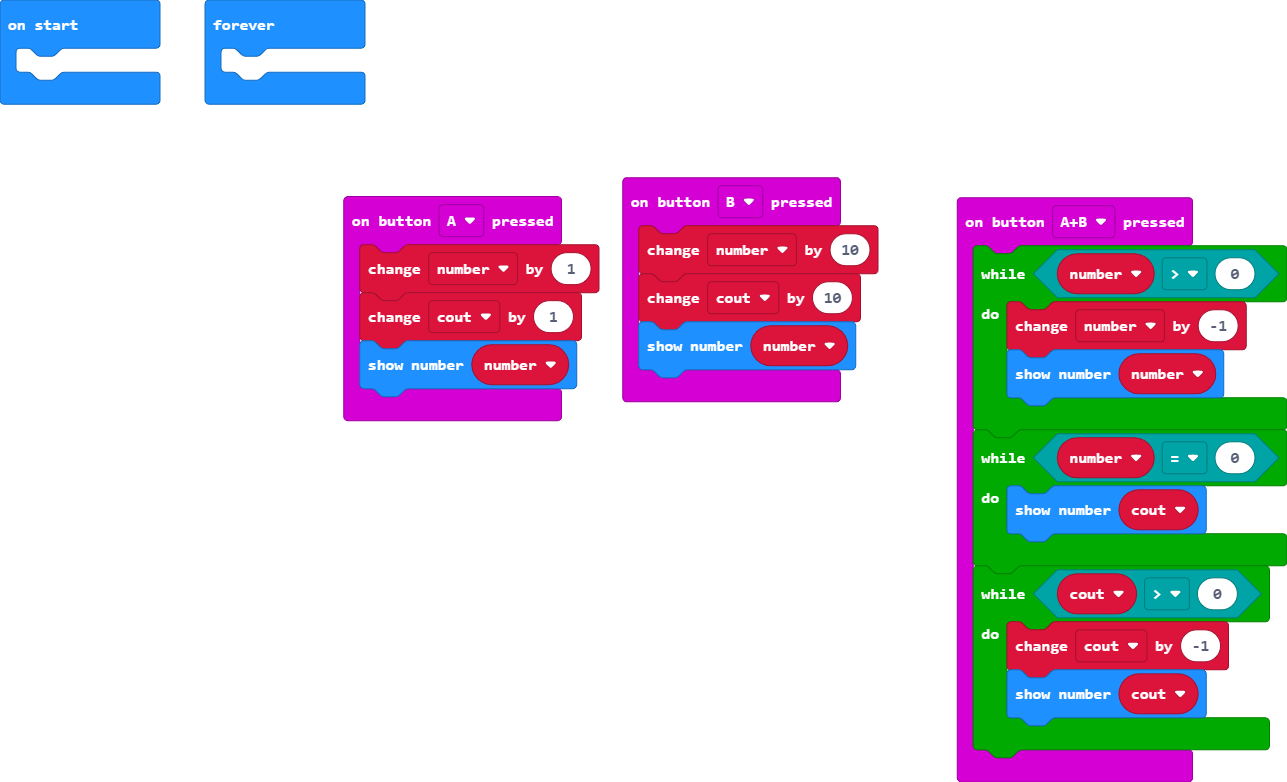 on start
forever
on button A pressed
change number by 1
change cout by 1
show number number
on button B pressed
change number by 10
change cout by 10
show number number
on button A+B pressed
while number > 0
do
change number by -1
show number number
while number = 0
do
show number cout
while cout > 0
do
change cout by -1
show number cout